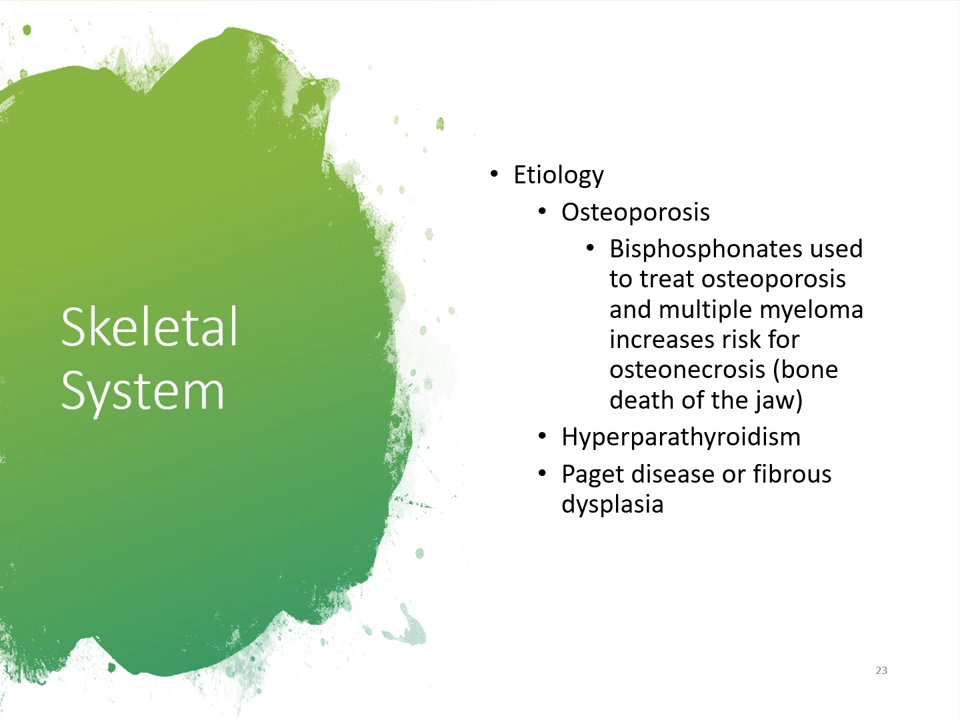 Skeletal
System
• Etiology
• Osteoporosis
• Bisphosphonates used
to treat osteoporosis
and multiple myeloma
increases risk for
osteonecrosis (bone
death of the jaw)
• Hyperparathyroidism
• Paget disease or fibrous
dysplasia
23